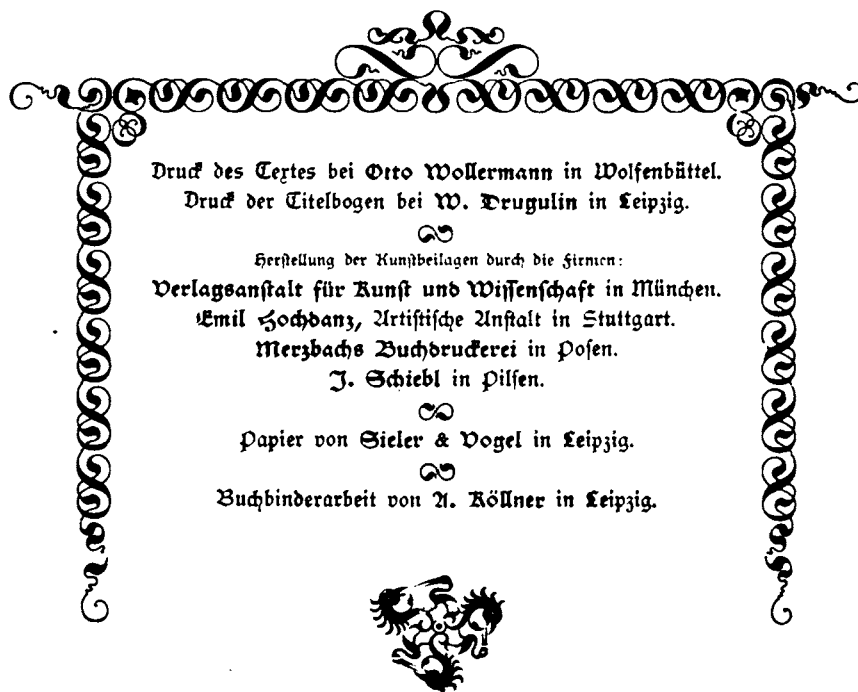 Druck des Textes bei Otto Wollermann in Wolfenbüttel.
Druck der Titelbogen bei W. Drugulin in Leipzig.
Herstellung der Kunstbeilagen durch die Firmen:
Verlagsanstalt für Kunst und Wissenschaft in München.
Emil Hochdanz, Artistische Anstalt in Stuttgart.
Merzbachs Buchdruckerei in Posen.
J. Schiebl in Pilsen.
Papier von Sieler & Vogel in Leipzig.
Buchbinderarbeit von A. Köllner in Leipzig.